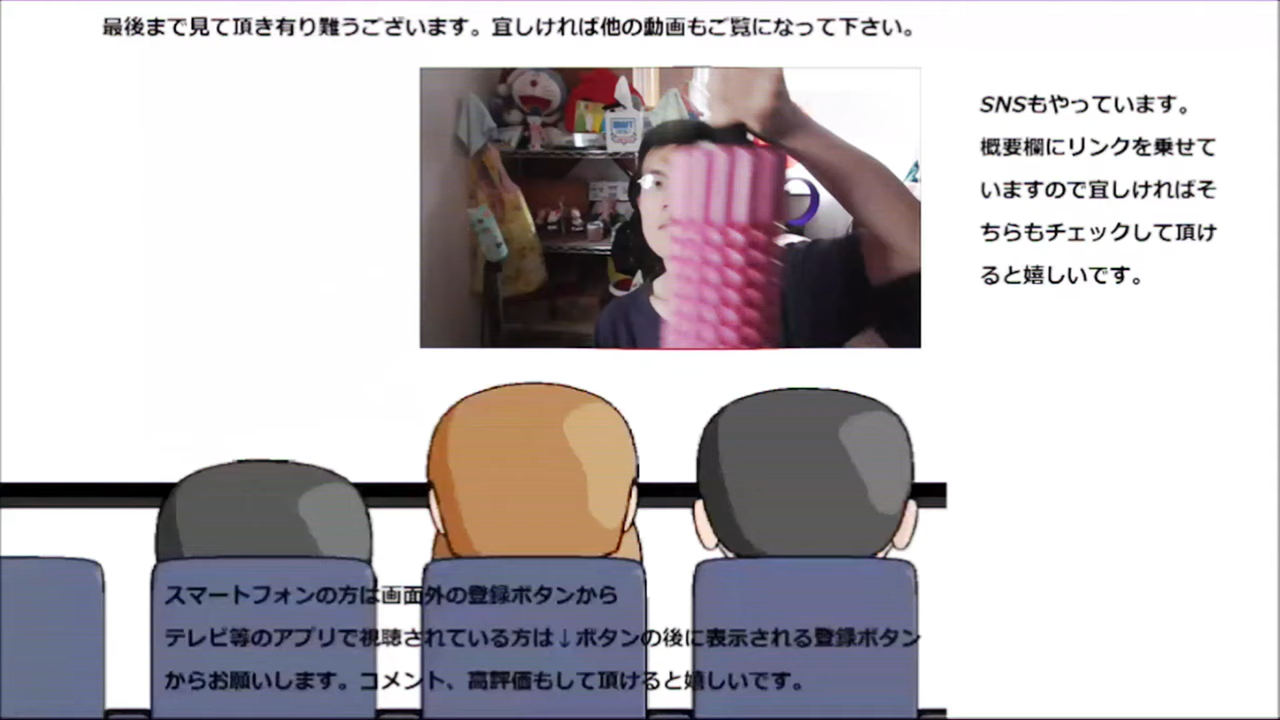 最後まで見て頂き有り難うございます。宜しければ他の動画もご覧になって下さい。
SNSもやっています。
概要欄にリンクを乗せて
いますので宜しければそ
ちらもチェックして頂け
ると嬉しいです。
スマートフォンの方は画面外の登録ボタンから
テレビ等のアプリで視聴されている方は↓ボタンの後に表示される登録ボタン
からお願いします。コメント、高評価もして頂けると嬉しいです。